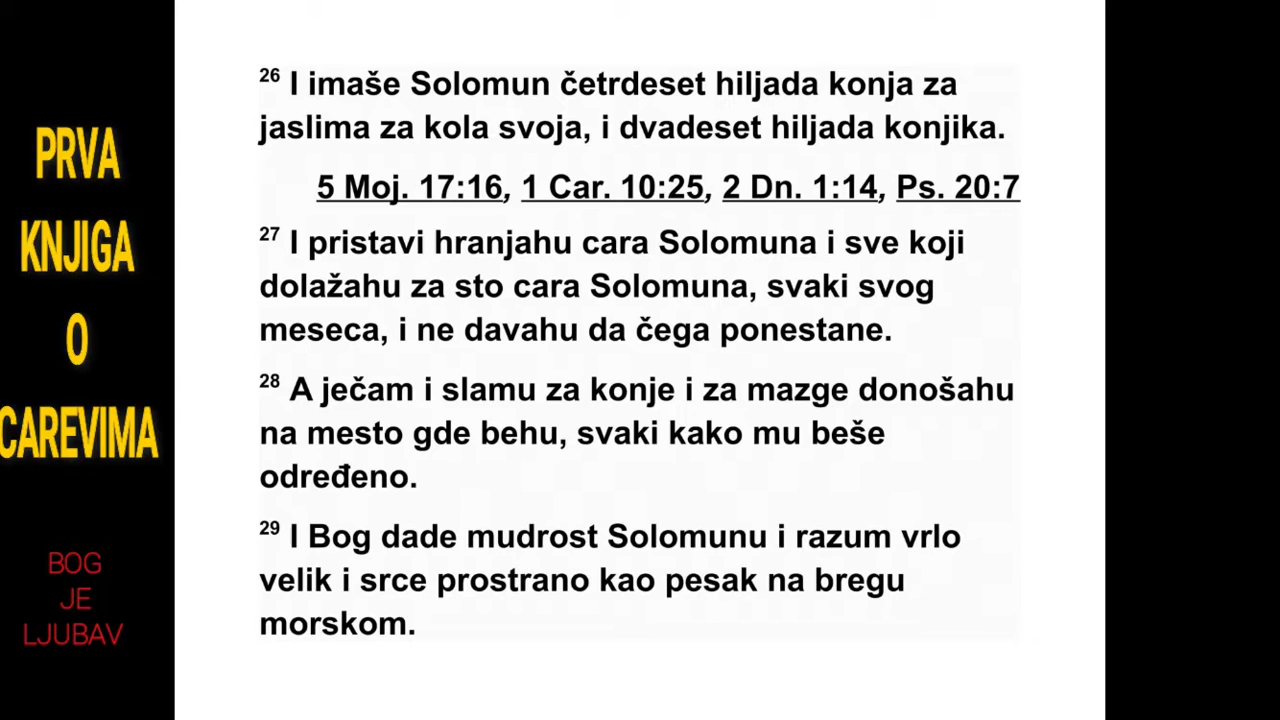 PRVA
KNJIGA
O
CAREVIMA
BOG
JE
LJUBAV
26 I imaše Solomun četrdeset hiljada konja za
jaslima za kola svoja, i dvadeset hiljada konjika.
5 Moj. 17:16, 1 Car. 10:25, 2 Dn. 1:14, Ps. 20:7
27 I pristavi hranjahu cara Solomuna i sve koji
dolažahu za sto cara Solomuna, svaki svog
meseca, i ne davahu da čega ponestane.
28 A ječam i slamu za konje i za mazge donošahu
na mesto gde behu, svaki kako mu beše
određeno.
29 I Bog dade mudrost Solomunu i razum vrlo
velik i srce prostrano kao pesak na bregu
morskom.